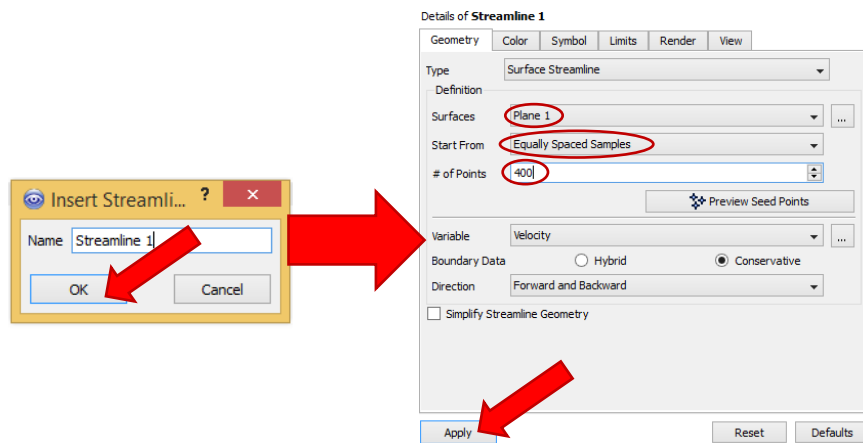 Details of Streamline 1
Geometry Color Symbol Limits Render View
Type Surface Streamline
Definition
Surfaces Plane 1 ...
Start From Equally Spaced Samples
# of Points 400
Preview Seed Points
Variable Velocity ...
Boundary Data Hybrid Conservative
Direction Forward and Backward
Simplify Streamline Geometry
Apply Reset Defaults
Insert Streamli... ? ×
Name Streamline 1
OK Cancel